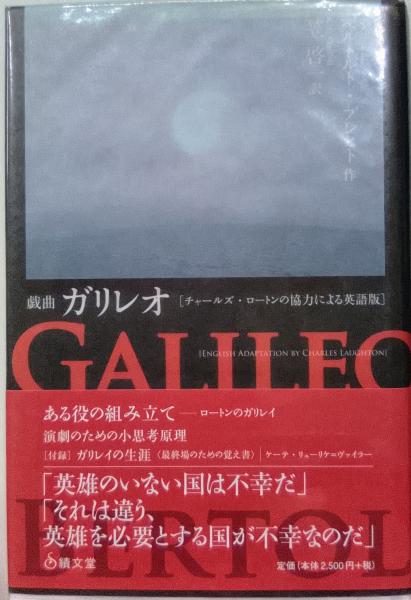 ベルトルト・ブレヒト 作
啓 訳
戯曲 ガリレオ [チャールズ・ロートンの協力による英語版]
GALILEO
[ENGLISH ADAPTATION BY CHARLES LAUGHTON]
ある役の組み立て――ロートンのガリレイ
演劇のための小思考原理
[付録] ガリレイの生涯〈最終場のための覚え書〉|ケーテ・リューリケ=ヴァイラー
「英雄のいない国は不幸だ」
「それは違う、
英雄を必要とする国が不幸なのだ」
BERTOL
績文堂
定価(本体2,500円+税)